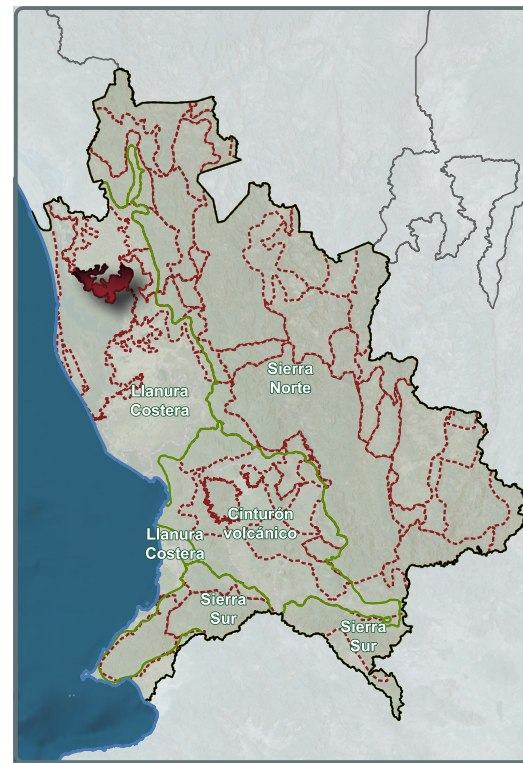 Sierra
Norte
Llanura
Costera
Cinturón
volcánico
Llanura
Costera
Sierra
Sur
Sierra
Sur